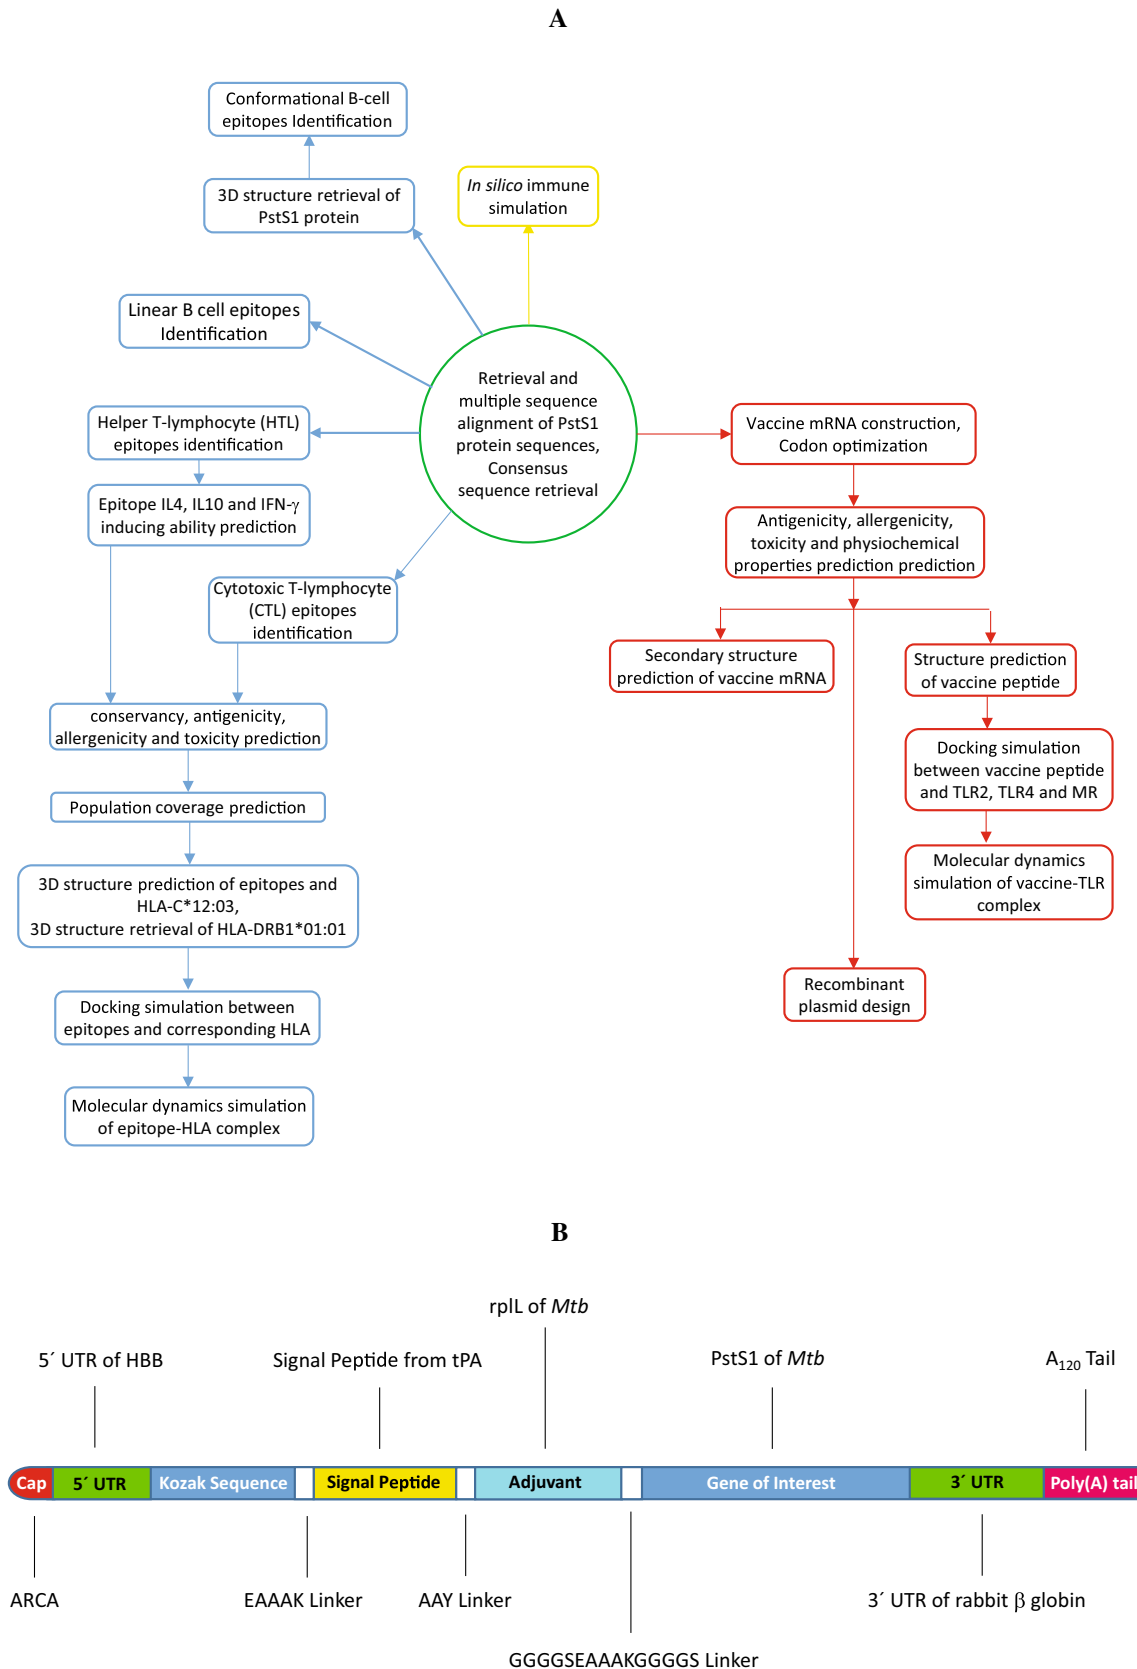 A
Conformational B-cell
epitopes Identification
3D structure retrieval of
PstS1 protein
In silico immune
simulation
Linear B cell epitopes
Identification
Helper T-lymphocyte (HTL)
epitopes identification
Epitope IL4, IL10 and IFN-γ
inducing ability prediction
Cytotoxic T-lymphocyte
(CTL) epitopes
identification
conservancy, antigenicity,
allergenicity and toxicity prediction
Population coverage prediction
3D structure prediction of epitopes and
HLA-C*12:03,
3D structure retrieval of HLA-DRB1*01:01
Docking simulation between
epitopes and corresponding HLA
Molecular dynamics simulation
of epitope-HLA complex
Retrieval and
multiple sequence
alignment of PstS1
protein sequences,
Consensus
sequence retrieval
Vaccine mRNA construction,
Codon optimization
Antigenicity, allergenicity,
toxicity and physiochemical
properties prediction prediction
Secondary structure
prediction of vaccine mRNA
Structure prediction
of vaccine peptide
Docking simulation
between vaccine peptide
and TLR2, TLR4 and MR
Molecular dynamics
simulation of vaccine-TLR
complex
Recombinant
plasmid design
B
rplL of Mtb
5´ UTR of HBB
Signal Peptide from tPA
PstS1 of Mtb
A₁₂₀ Tail
Cap
5´ UTR
Kozak Sequence
Signal Peptide
Adjuvant
Gene of Interest
3´ UTR
Poly(A) tail
ARCA
EAAAK Linker
AAY Linker
3´ UTR of rabbit β globin
GGGGSEAAAKGGGGS Linker